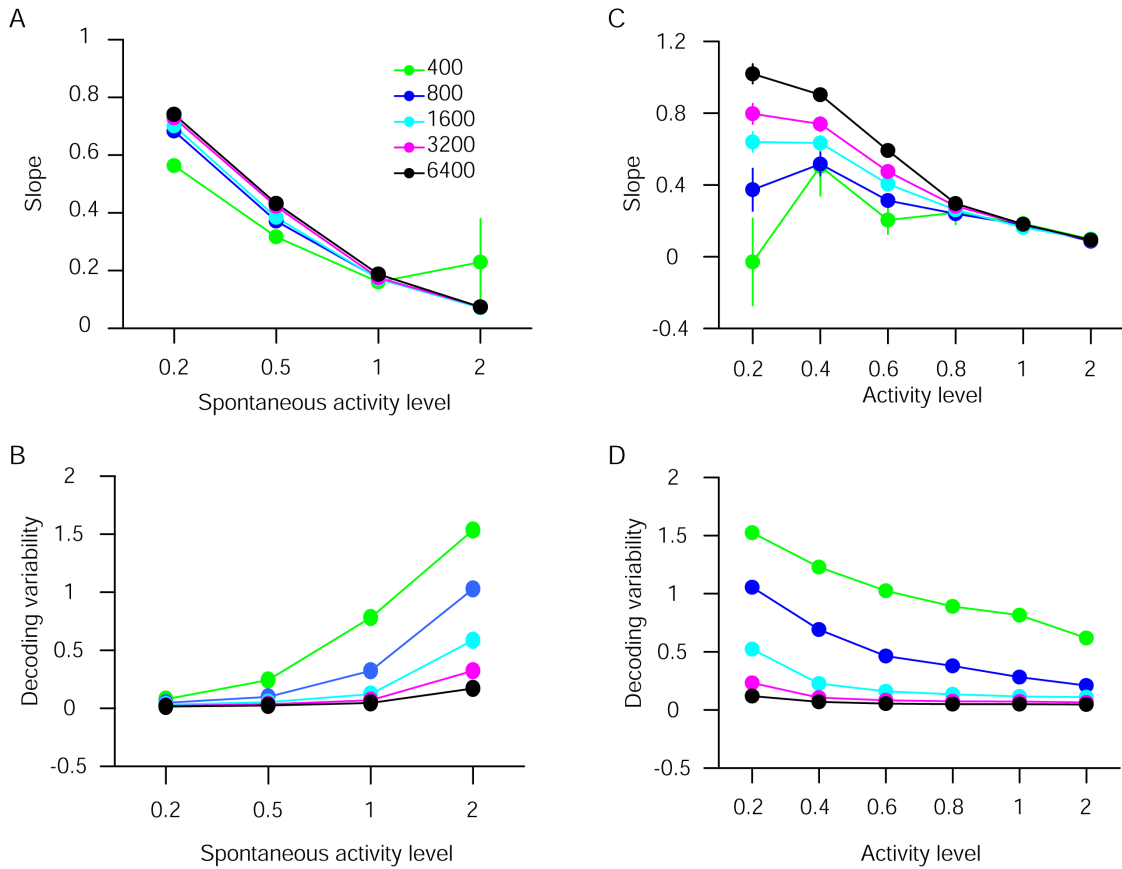 A
1
0.8
0.6
0.4
0.2
0
Slope
400
800
1600
3200
6400
0.2 0.5 1 2
Spontaneous activity level
C
1.2
0.8
0.4
0
-0.4
Slope
0.2 0.4 0.6 0.8 1 2
Activity level
B
2
1.5
1
0.5
0
-0.5
Decoding variability
0.2 0.5 1 2
Spontaneous activity level
D
2
1.5
1
0.5
0
-0.5
Decoding variability
0.2 0.4 0.6 0.8 1 2
Activity level